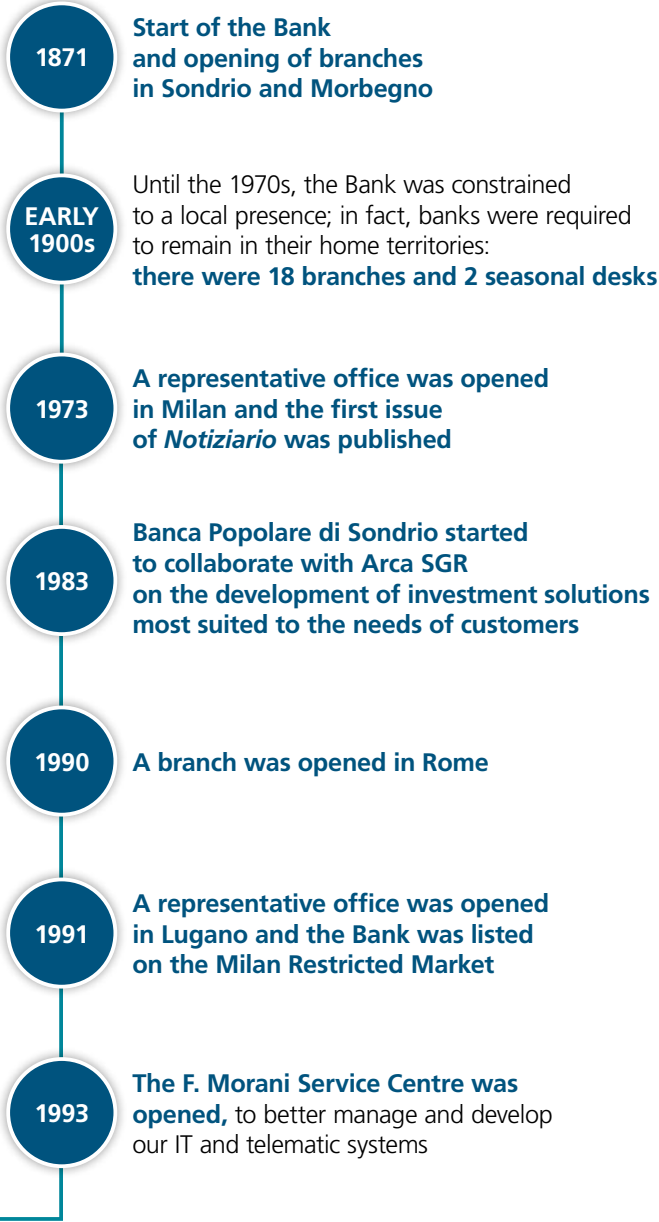 1871
Start of the Bank
and opening of branches
in Sondrio and Morbegno
EARLY
1900s
Until the 1970s, the Bank was constrained
to a local presence; in fact, banks were required
to remain in their home territories:
there were 18 branches and 2 seasonal desks
1973
A representative office was opened
in Milan and the first issue
of Notiziario was published
1983
Banca Popolare di Sondrio started
to collaborate with Arca SGR
on the development of investment solutions
most suited to the needs of customers
1990
A branch was opened in Rome
1991
A representative office was opened
in Lugano and the Bank was listed
on the Milan Restricted Market
1993
The F. Morani Service Centre was
opened, to better manage and develop
our IT and telematic systems